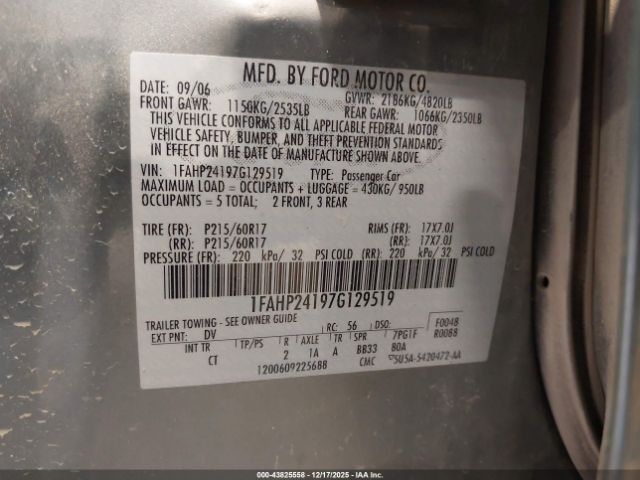 MFD. BY FORD MOTOR CO.
DATE: 09/06 GVWR: 2186KG/4820LB
FRONT GAWR: 1150KG/2535LB REAR GAWR: 1066KG/2350LB
THIS VEHICLE CONFORMS TO ALL APPLICABLE FEDERAL MOTOR
VEHICLE SAFETY, BUMPER, AND THEFT PREVENTION STANDARDS
IN EFFECT ON THE DATE OF MANUFACTURE SHOWN ABOVE.
VIN: 1FAHP24197G129519 TYPE: Passenger Car
MAXIMUM LOAD = OCCUPANTS + LUGGAGE = 430KG/ 950LB
OCCUPANTS = 5 TOTAL; 2 FRONT, 3 REAR
TIRE (FR): P215/60R17 RIMS (FR): 17X7.0J
(RR): P215/60R17 (RR): 17X7.0J
PRESSURE (FR): 220 kPa/ 32 PSI COLD (RR): 220 kPa/ 32 PSI COLD
1FAHP24197G129519
TRAILER TOWING - SEE OWNER GUIDE
EXT PNT: DV RC: 56 DSO: F0048
INT TR TP/PS R AXLE TR SPR 7PG1F R0088
CT 2 1A A BB33 80A
1200609225688 CMC 5U5A-5420472-AA
00-43825558 - 12/17/2025 - IAA Inc.